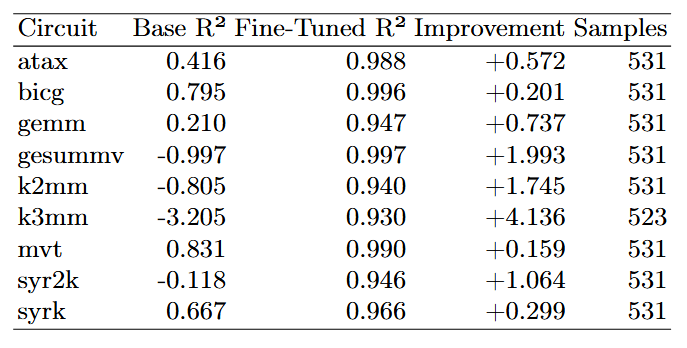 Circuit Base R² Fine-Tuned R² Improvement Samples
atax 0.416 0.988 +0.572 531
bicg 0.795 0.996 +0.201 531
gemm 0.210 0.947 +0.737 531
gesummv -0.997 0.997 +1.993 531
k2mm -0.805 0.940 +1.745 531
k3mm -3.205 0.930 +4.136 523
mvt 0.831 0.990 +0.159 531
syr2k -0.118 0.946 +1.064 531
syrk 0.667 0.966 +0.299 531